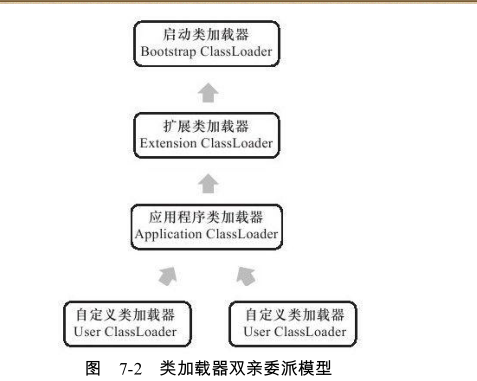 启动类加载器
Bootstrap ClassLoader
扩展类加载器
Extension ClassLoader
应用程序类加载器
Application ClassLoader
自定义类加载器
User ClassLoader
自定义类加载器
User ClassLoader
图 7-2 类加载器双亲委派模型